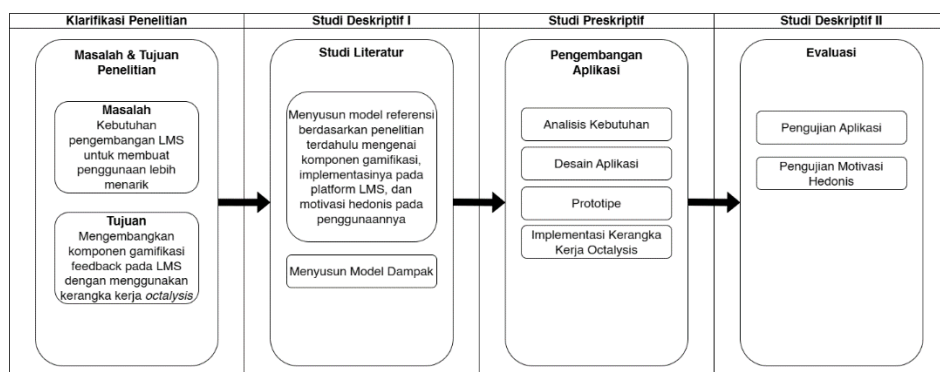 Klarifikasi Penelitian
Studi Deskriptif I
Studi Preskriptif
Studi Deskriptif II
Masalah & Tujuan
Penelitian
Masalah
Kebutuhan
pengembangan LMS
untuk membuat
penggunaan lebih
menarik
Tujuan
Mengembangkan
komponen gamifikasi
feedback pada LMS
dengan menggunakan
kerangka kerja octalysis
Studi Literatur
Menyusun model referensi
berdasarkan penelitian
terdahulu mengenai
komponen gamifikasi,
implementasinya pada
platform LMS, dan
motivasi hedonis pada
penggunaannya
Menyusun Model Dampak
Pengembangan
Aplikasi
Analisis Kebutuhan
Desain Aplikasi
Prototipe
Implementasi Kerangka
Kerja Octalysis
Evaluasi
Pengujian Aplikasi
Pengujian Motivasi
Hedonis